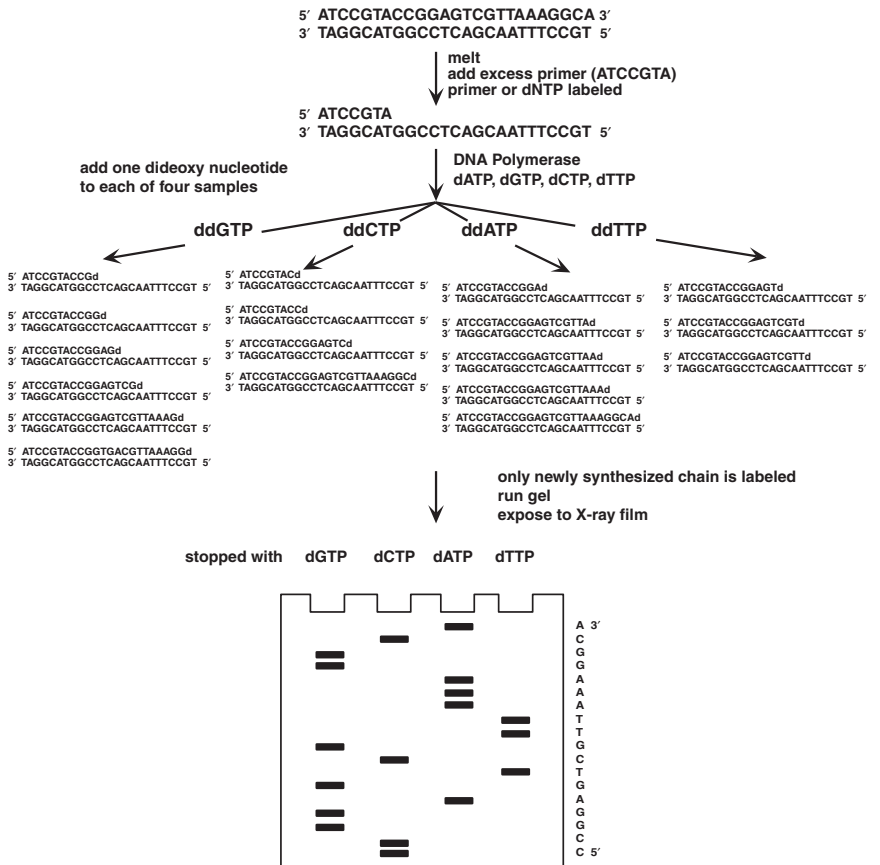 5′ ATCCGTACCGGAGTCGTTAAAGGCA 3′
3′ TAGGCATGGCCTCAGCAATTTCCGT 5′
melt
add excess primer (ATCCGTA)
primer or dNTP labeled
5′ ATCCGTA
3′ TAGGCATGGCCTCAGCAATTTCCGT 5′
add one dideoxy nucleotide
to each of four samples
DNA Polymerase
dATP, dGTP, dCTP, dTTP
ddGTP ddCTP ddATP ddTTP
5′ ATCCGTACCGd
3′ TAGGCATGGCCTCAGCAATTTCCGT 5′
5′ ATCCGTACCGGd
3′ TAGGCATGGCCTCAGCAATTTCCGT 5′
5′ ATCCGTACCGGAGd
3′ TAGGCATGGCCTCAGCAATTTCCGT 5′
5′ ATCCGTACCGGAGTCGd
3′ TAGGCATGGCCTCAGCAATTTCCGT 5′
5′ ATCCGTACCGGAGTCGTTAAAGd
3′ TAGGCATGGCCTCAGCAATTTCCGT 5′
5′ ATCCGTACCGGTGACGTTAAAGGd
3′ TAGGCATGGCCTCAGCAATTTCCGT 5′
5′ ATCCGTACd
3′ TAGGCATGGCCTCAGCAATTTCCGT 5′
5′ ATCCGTACCd
3′ TAGGCATGGCCTCAGCAATTTCCGT 5′
5′ ATCCGTACCGGAGTCd
3′ TAGGCATGGCCTCAGCAATTTCCGT 5′
5′ ATCCGTACCGGAGTCGTTAAAGGCd
3′ TAGGCATGGCCTCAGCAATTTCCGT 5′
5′ ATCCGTACCGGAd
3′ TAGGCATGGCCTCAGCAATTTCCGT 5′
5′ ATCCGTACCGGAGTCGTTAd
3′ TAGGCATGGCCTCAGCAATTTCCGT 5′
5′ ATCCGTACCGGAGTCGTTAAd
3′ TAGGCATGGCCTCAGCAATTTCCGT 5′
5′ ATCCGTACCGGAGTCGTTAAAd
3′ TAGGCATGGCCTCAGCAATTTCCGT 5′
5′ ATCCGTACCGGAGTCGTTAAAGGCAd
3′ TAGGCATGGCCTCAGCAATTTCCGT 5′
5′ ATCCGTACCGGAGTd
3′ TAGGCATGGCCTCAGCAATTTCCGT 5′
5′ ATCCGTACCGGAGTCGTd
3′ TAGGCATGGCCTCAGCAATTTCCGT 5′
5′ ATCCGTACCGGAGTCGTTd
3′ TAGGCATGGCCTCAGCAATTTCCGT 5′
only newly synthesized chain is labeled
run gel
expose to X-ray film
stopped with dGTP dCTP dATP dTTP
A 3′
C
G
G
A
A
A
T
T
G
C
T
G
A
G
G
C
C 5′